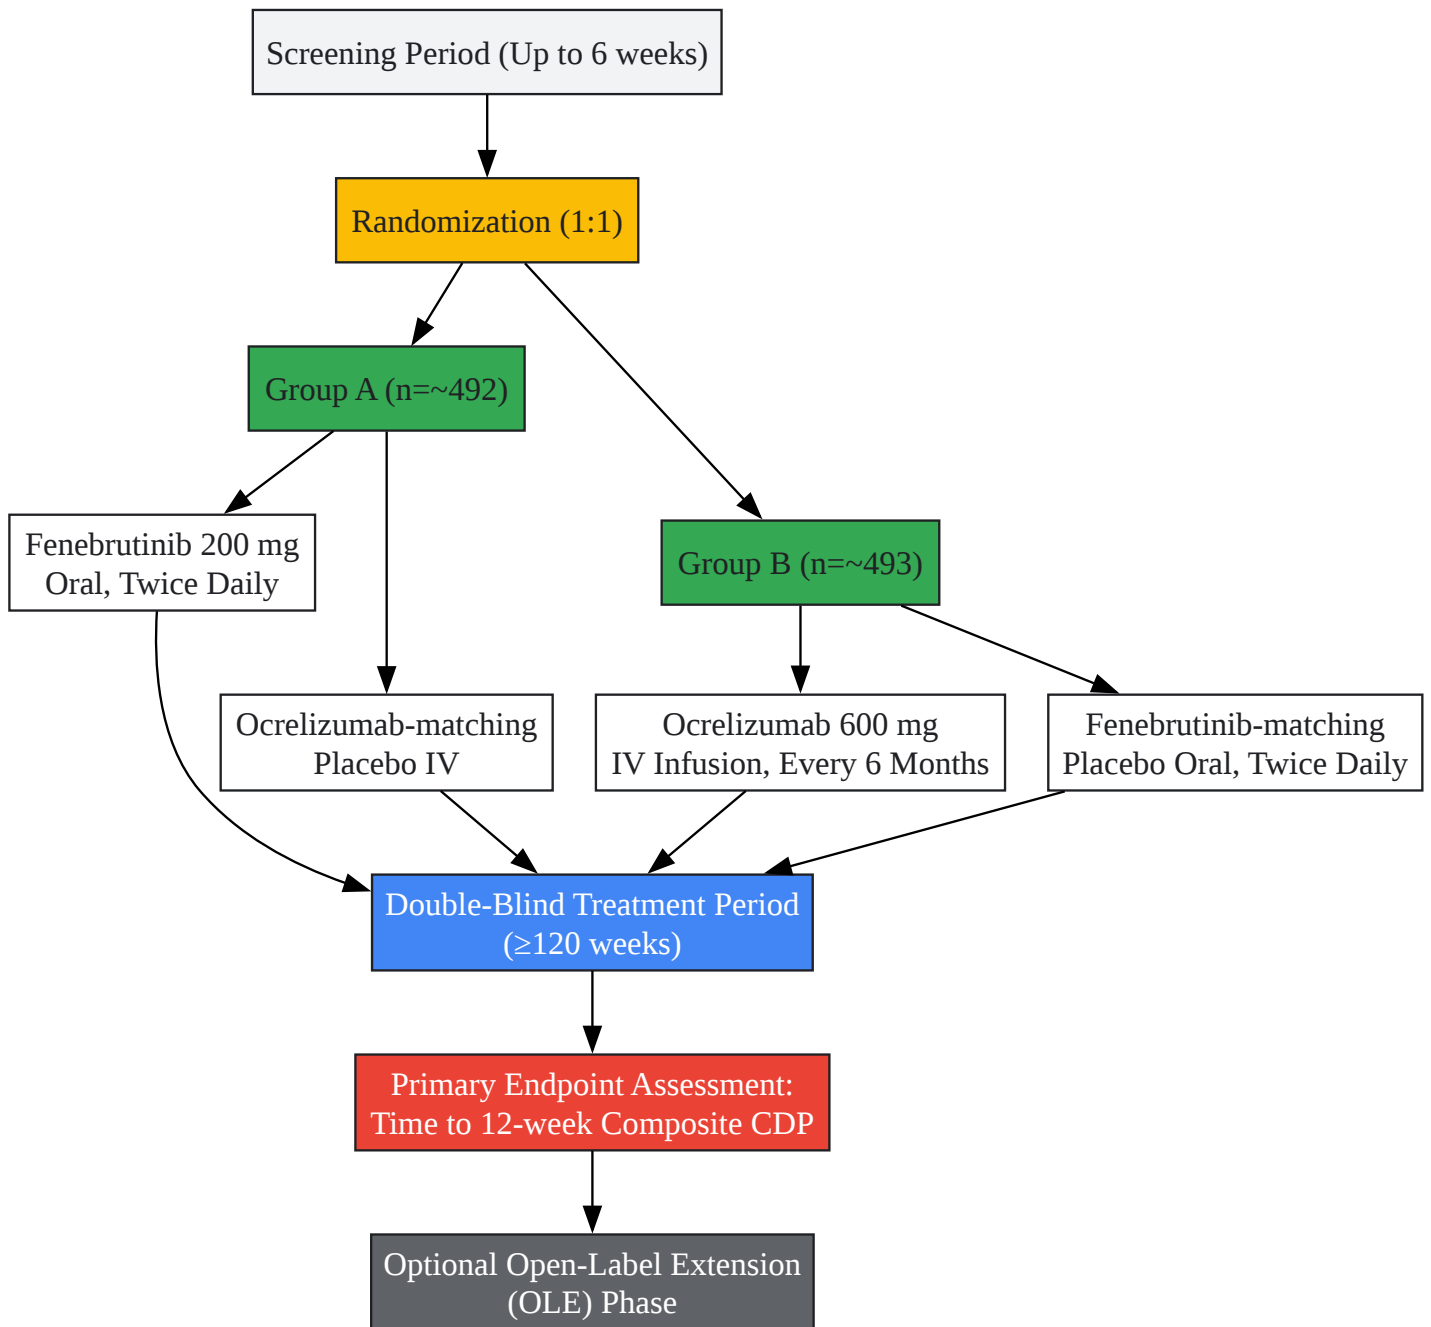 Screening Period (Up to 6 weeks)
Randomization (1:1)
Group A (n=~492)
Fenebrutinib 200 mg
Oral, Twice Daily
Group B (n=~493)
Ocrelizumab-matching
Placebo IV
Ocrelizumab 600 mg
IV Infusion, Every 6 Months
Fenebrutinib-matching
Placebo Oral, Twice Daily
Double-Blind Treatment Period
(≥120 weeks)
Primary Endpoint Assessment:
Time to 12-week Composite CDP
Optional Open-Label Extension
(OLE) Phase